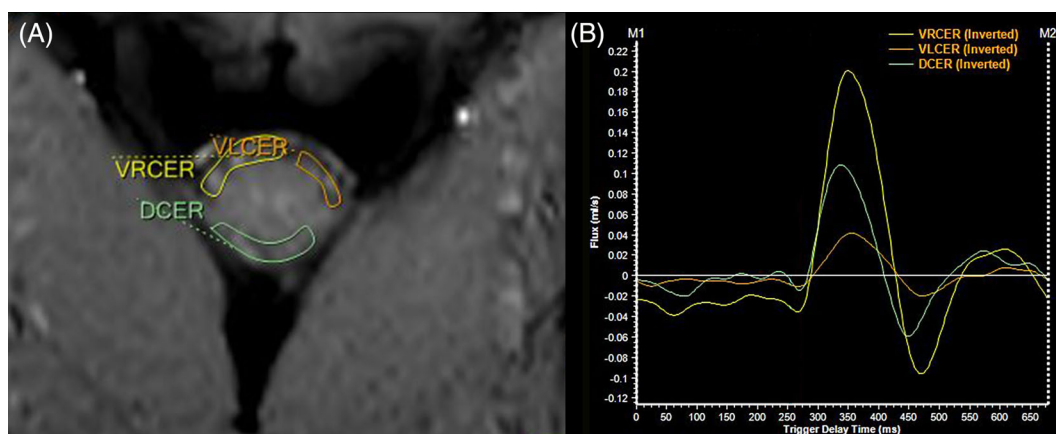 (A)
VRCER
VLCER
DCER
(B)
M1
M2
VRCER (Inverted)
VLCER (Inverted)
DCER (Inverted)
Flux (ml/s)
0.22
0.2
0.18
0.16
0.14
0.12
0.1
0.08
0.06
0.04
0.02
0
-0.02
-0.04
-0.06
-0.08
-0.1
-0.12
0 50 100 150 200 250 300 350 400 450 500 550 600 650
Trigger Delay Time (ms)